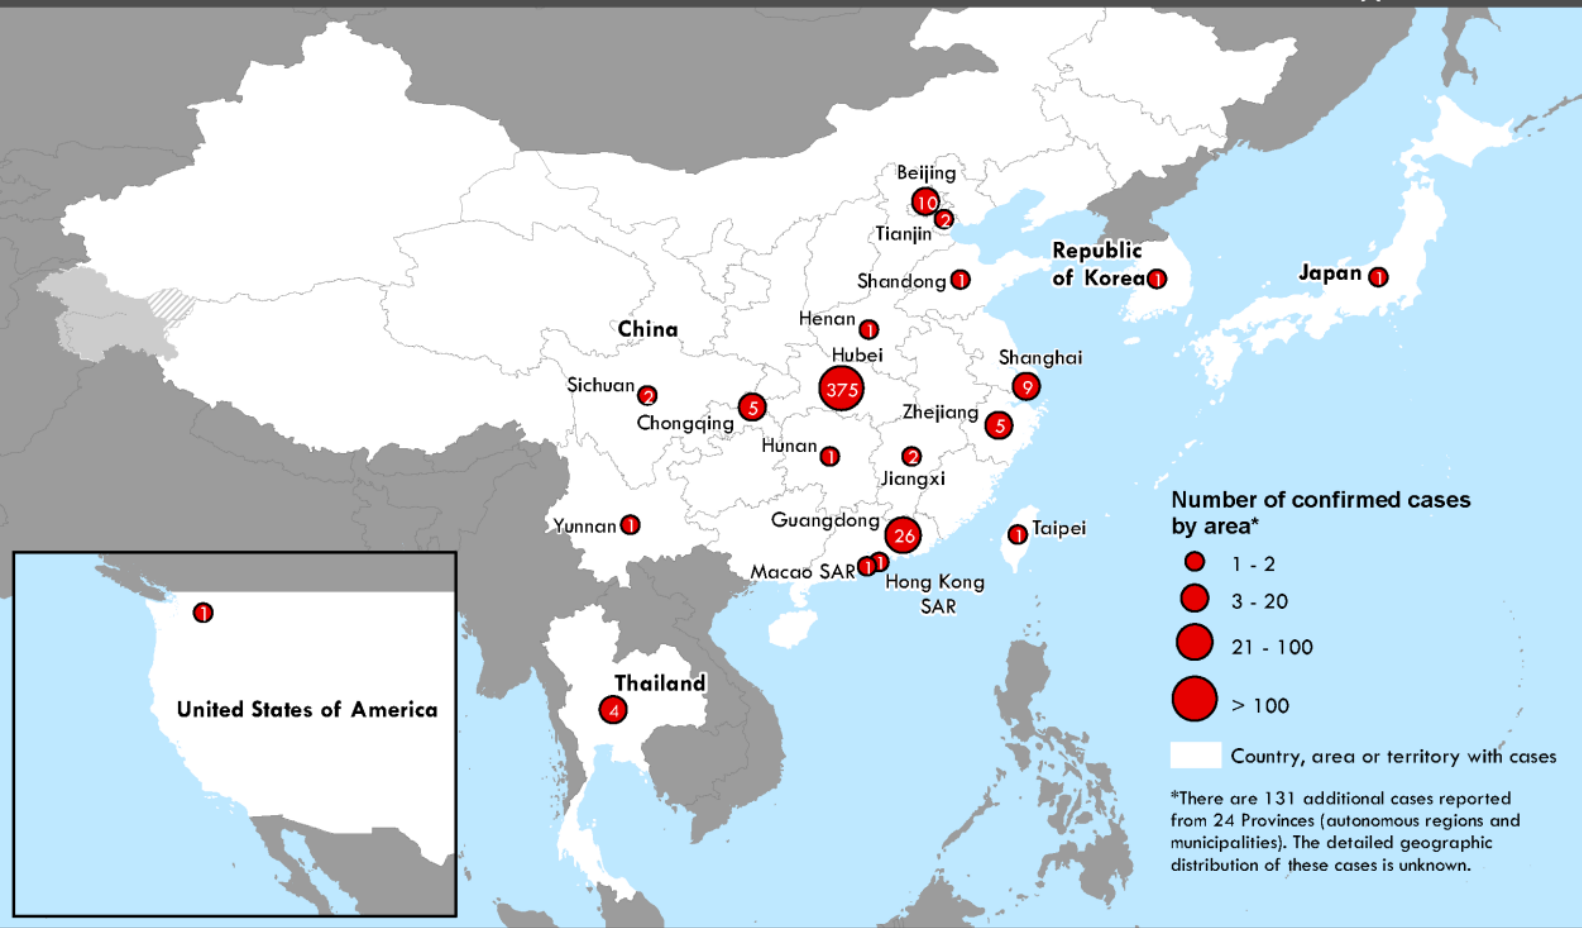 Beijing
10
2
Tianjin
Republic
of Korea
1
Japan
1
Shandong
1
Henan
1
China
Hubei
375
Shanghai
9
Sichuan
2
Chongqing
5
Zhejiang
5
Hunan
1
2
Jiangxi
Yunnan
1
Guangdong
26
1
Taipei
Macao SAR
1
1
Hong Kong
SAR
1
United States of America
Thailand
4
Number of confirmed cases
by area*
1 - 2
3 - 20
21 - 100
> 100
Country, area or territory with cases
*There are 131 additional cases reported
from 24 Provinces (autonomous regions and
municipalities). The detailed geographic
distribution of these cases is unknown.